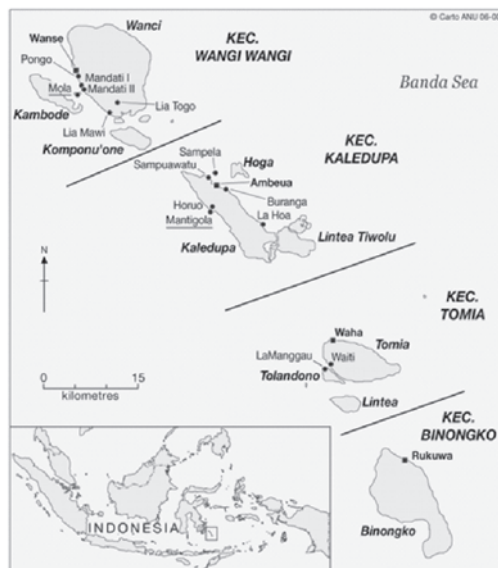 © Carto ANU 06-0
Wanci
KEC.
WANGI WANGI
Wanse
Pongo
Mandati I
Mandati II
Mola
Lia Togo
Kambode
Lia Mawi
Komponu'one
Banda Sea
KEC.
KALEDUPA
Sampela
Hoga
Sampuawatu
Ambeua
Buranga
Horuo
La Hoa
Mantigola
Kaledupa
Lintea Tiwolu
N
KEC.
TOMIA
Waha
Tomia
LaManggau
Waiti
Tolandono
0
15
kilometres
Lintea
KEC.
BINONGKO
Rukuwa
Binongko
INDONESIA